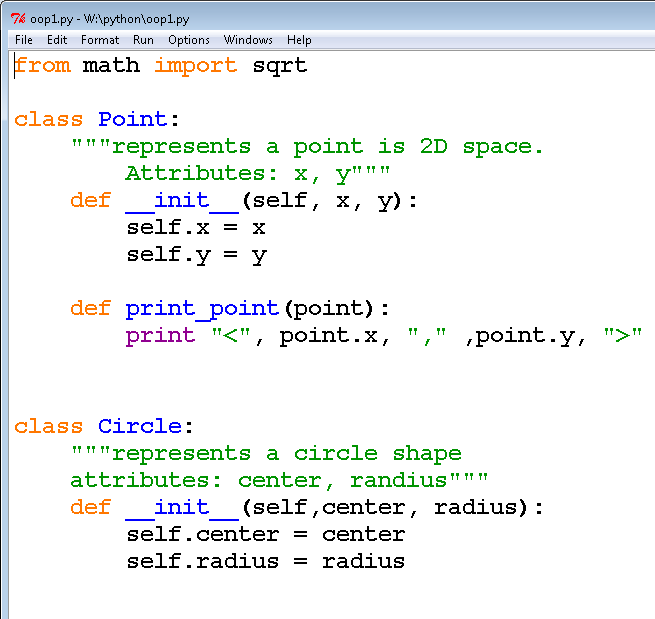 oop1.py - W:\python\oop1.py
File Edit Format Run Options Windows Help
from math import sqrt
class Point:
    """represents a point is 2D space.
        Attributes: x, y"""
    def __init__(self, x, y):
        self.x = x
        self.y = y
    def print_point(point):
        print "<", point.x, "," ,point.y, ">"
class Circle:
    """represents a circle shape
    attributes: center, randius"""
    def __init__(self,center, radius):
        self.center = center
        self.radius = radius